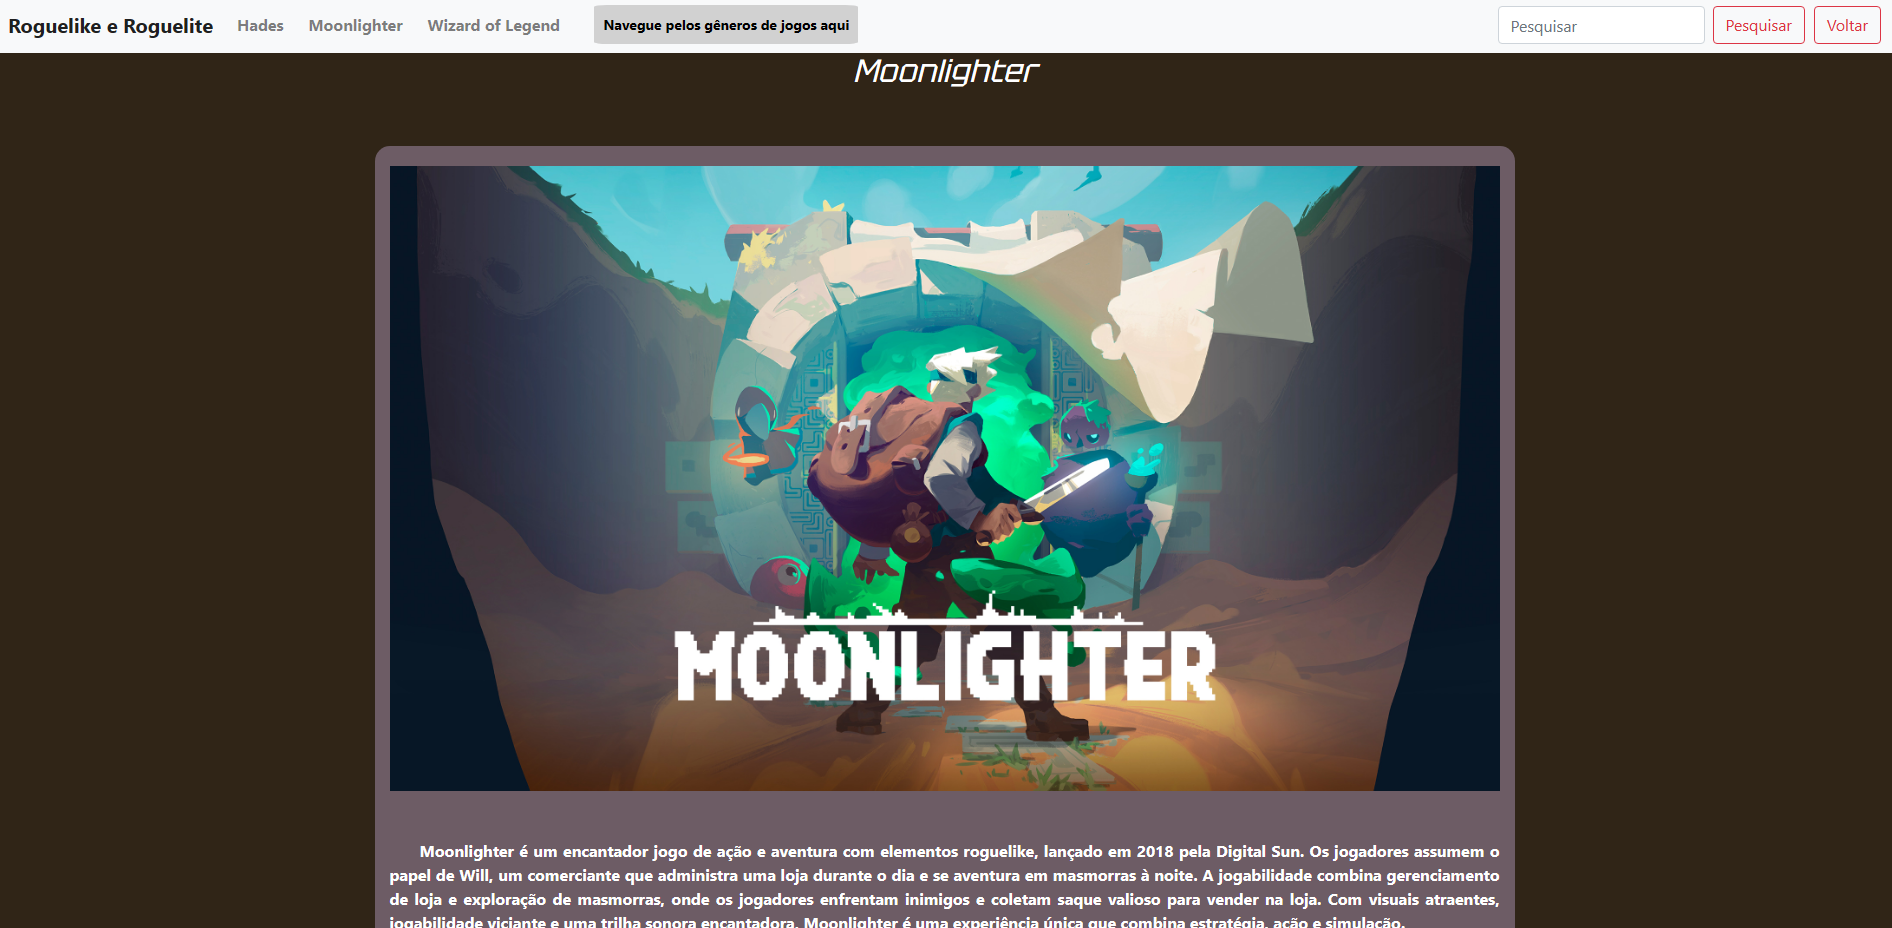 Roguelike e Roguelite Hades Moonlighter Wizard of Legend Navegue pelos gêneros de jogos aqui Pesquisar Pesquisar Voltar
Moonlighter
MOONLIGHTER
Moonlighter é um encantador jogo de ação e aventura com elementos roguelike, lançado em 2018 pela Digital Sun. Os jogadores assumem o
papel de Will, um comerciante que administra uma loja durante o dia e se aventura em masmorras à noite. A jogabilidade combina gerenciamento
de loja e exploração de masmorras, onde os jogadores enfrentam inimigos e coletam saque valioso para vender na loja. Com visuais atraentes,
jogabilidade viciante e uma trilha sonora encantadora, Moonlighter é uma experiência única que combina estratégia, ação e simulação.